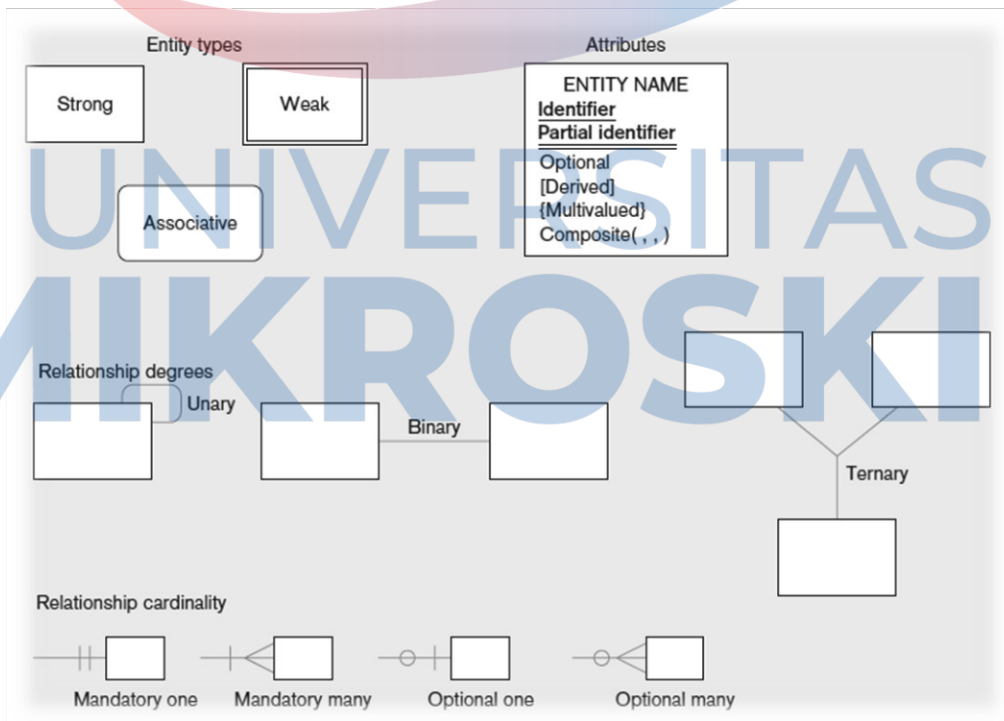 Entity types
Strong
Weak
Associative
Attributes
ENTITY NAME
Identifier
Partial identifier
Optional
[Derived]
{Multivalued}
Composite( , , )
UNIVERSITAS
MIKROSKI
Relationship degrees
Unary
Binary
Ternary
Relationship cardinality
Mandatory one
Mandatory many
Optional one
Optional many